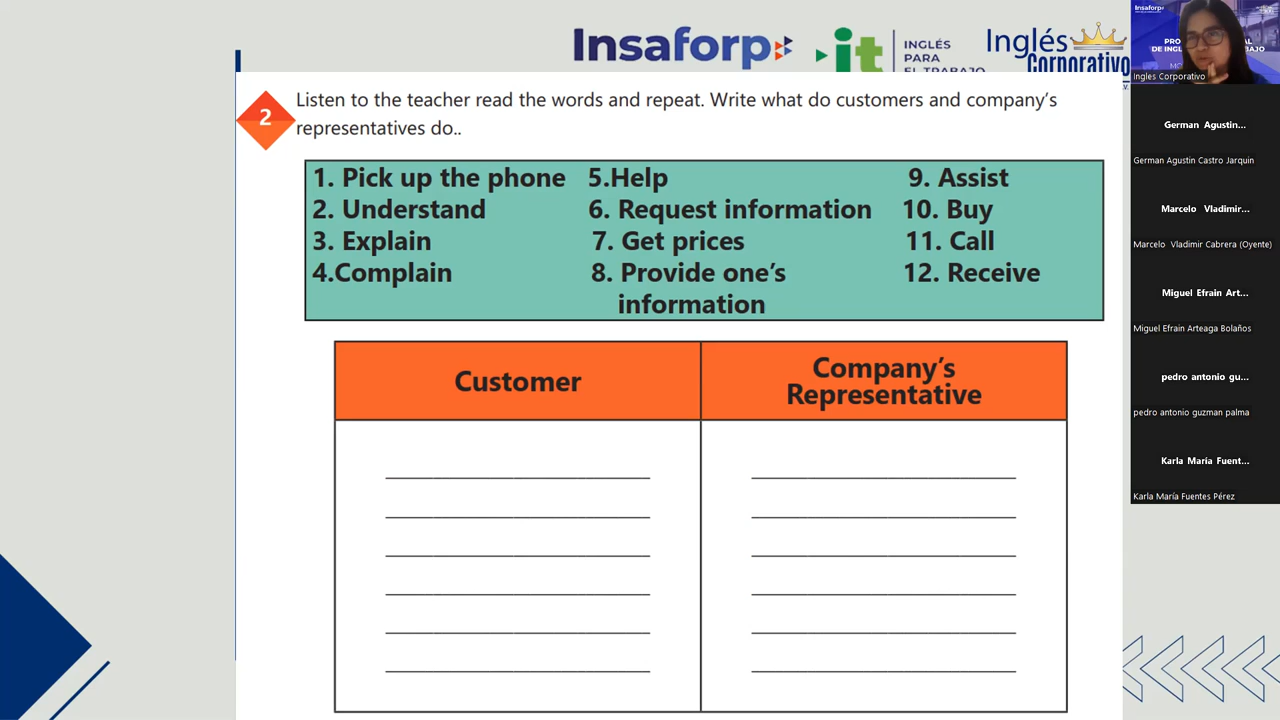 Insaforp
it
INGLÉS
PARA
EL TRABAJO
Inglés
Corporativo
2
Listen to the teacher read the words and repeat. Write what do customers and company's
representatives do..
1. Pick up the phone
2. Understand
3. Explain
4.Complain
5.Help
6. Request information
7. Get prices
8. Provide one's
information
9. Assist
10. Buy
11. Call
12. Receive
Customer
Company's
Representative
Insaforp
Ingles Corporativo
German Agustin...
German Agustin Castro Jarquin
Marcelo Vladimir...
Marcelo Vladimir Cabrera (Oyente)
Miguel Efrain Art...
Miguel Efrain Arteaga Bolaños
pedro antonio gu...
pedro antonio guzman palma
Karla María Fuent...
Karla María Fuentes Pérez